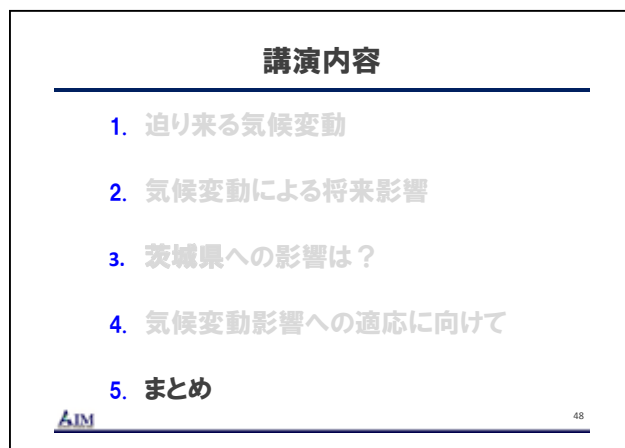 講演内容
1. 迫り来る気候変動
2. 気候変動による将来影響
3. 茨城県への影響は？
4. 気候変動影響への適応に向けて
5. まとめ
AIM
48